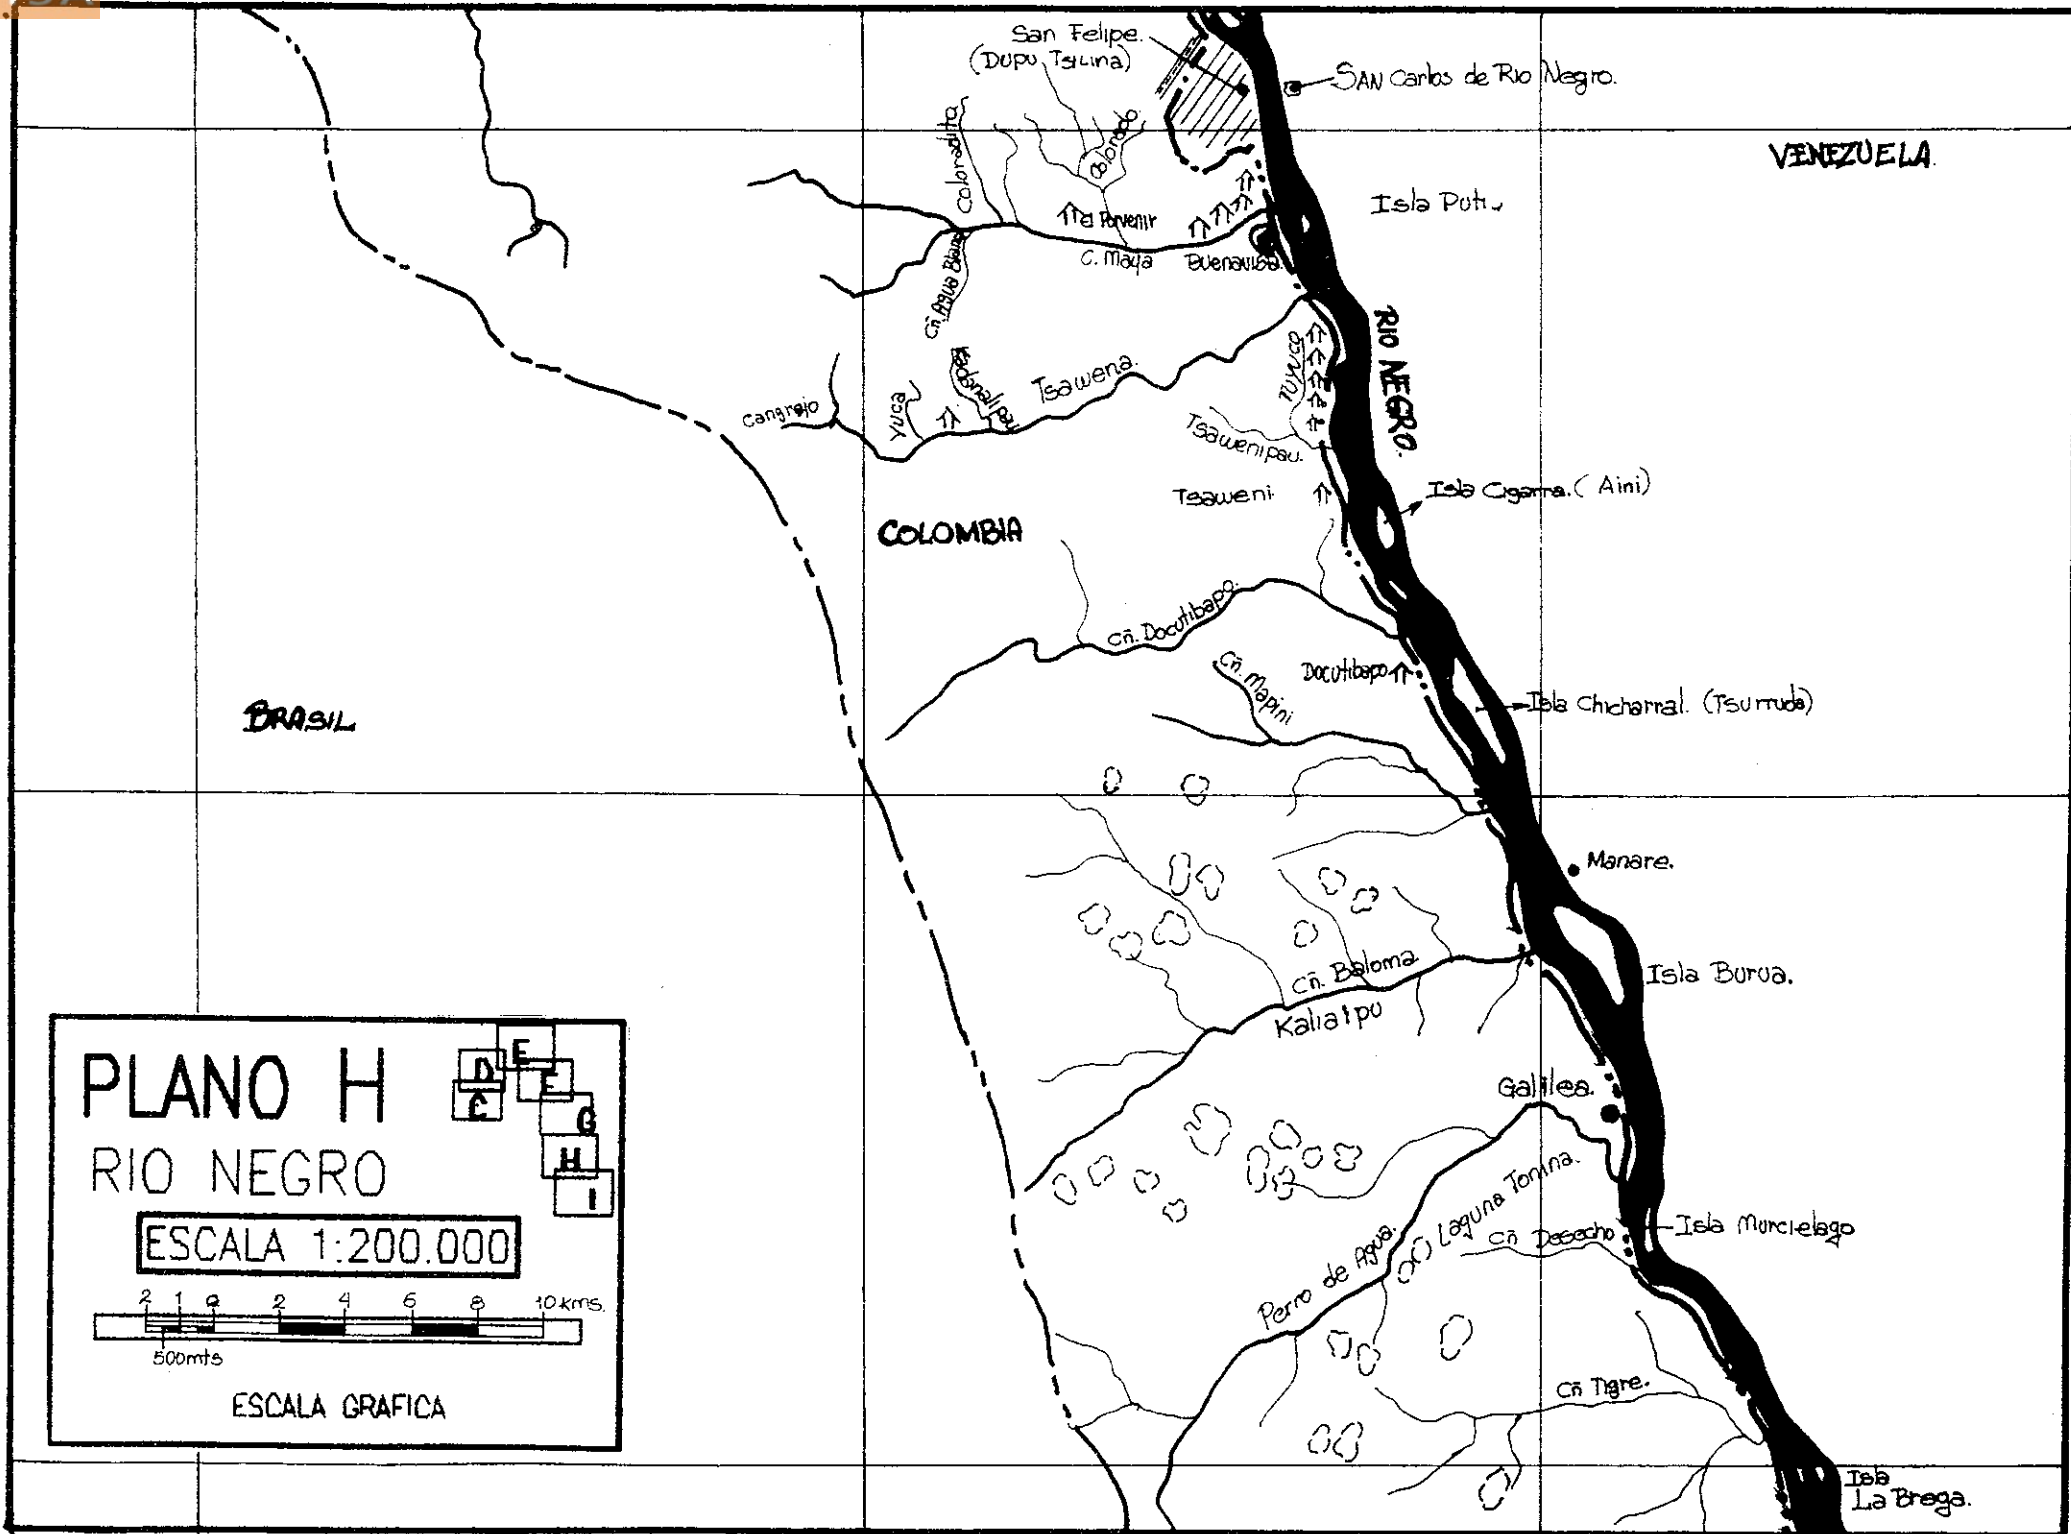 San Felipe.
(Dupu Tsilina)
SAN Carlos de Rio Negro.
VENEZUELA.
Coloradita
Colorado
Isla Puti.
El Porvenir
C. Maya
Buenavista.
Cñ. Agua Blanca
RIO NEGRO.
Tsawena.
TUYUCO
Cangrejo
Yuca
Tsawenipau.
Tsaweni
Isla Cigarra. (Aini)
COLOMBIA
Cñ. Docutibapo.
Cñ. Mapini
Docutibapo
Isla Chicharral. (Tsurruda)
BRASIL
Manare.
Cñ. Baloma
Kaliaipu
Isla Burua.
Galilea.
Laguna Tonina.
Perro de Agua.
Cñ Desecho
Isla Murcielago
Cñ Tigre.
Isla
La Brega.
PLANO H
E
D
F
C
G
H
I
RIO NEGRO
ESCALA 1:200.000
2 1 0 2 4 6 8 10 kms.
500mts
ESCALA GRAFICA